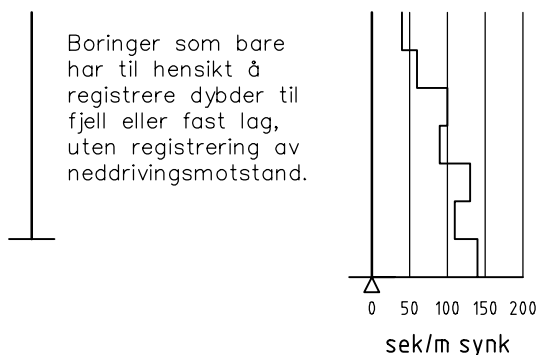 Boringer som bare
har til hensikt å
registrere dybder til
fjell eller fast lag,
uten registrering av
neddrivingsmotstand.
0 50 100 150 200
sek/m synk